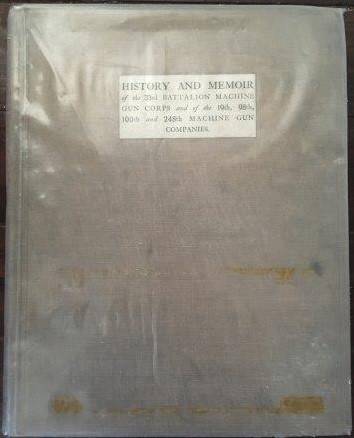 HISTORY AND MEMOIR
of the 33rd BATTALION MACHINE
GUN CORPS and of the 19th, 98th,
100th and 248th MACHINE GUN
COMPANIES.